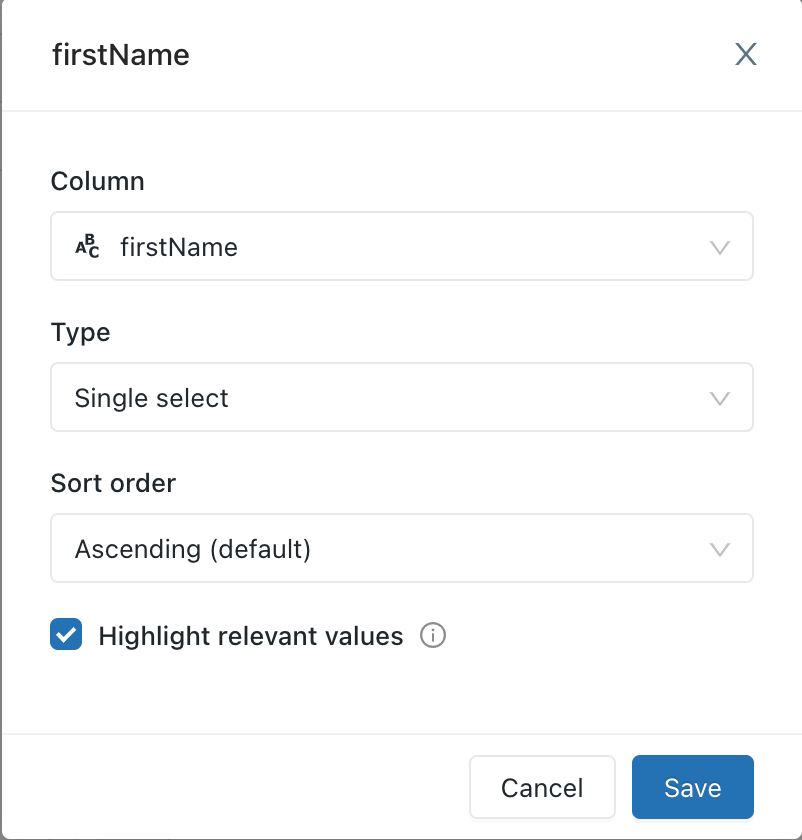 firstName
Column
ABC firstName
Type
Single select
Sort order
Ascending (default)
Highlight relevant values
Cancel Save